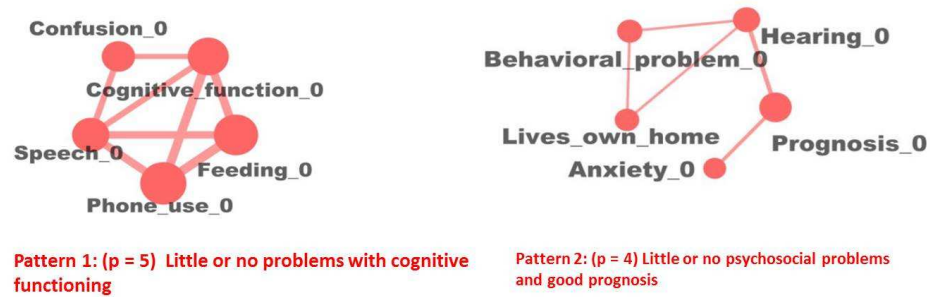 Confusion_0
Cognitive_function_0
Speech_0
Feeding_0
Phone_use_0
Hearing_0
Behavioral_problem_0
Lives_own_home
Prognosis_0
Anxiety_0
Pattern 1: (p = 5) Little or no problems with cognitive
functioning
Pattern 2: (p = 4) Little or no psychosocial problems
and good prognosis